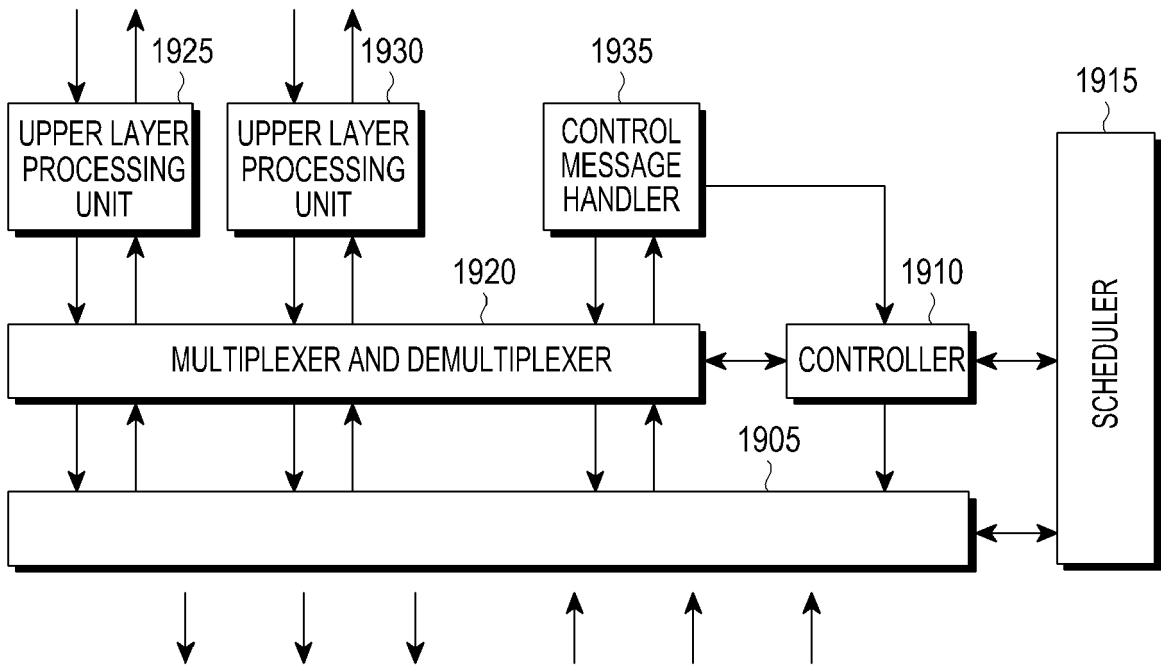 1925
1930
1935
1915
UPPER LAYER
PROCESSING
UNIT
UPPER LAYER
PROCESSING
UNIT
CONTROL
MESSAGE
HANDLER
1920
1910
MULTIPLEXER AND DEMULTIPLEXER
CONTROLLER
SCHEDULER
1905